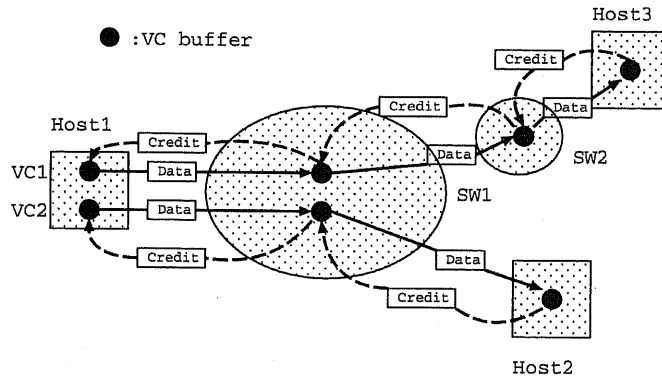 Host3
:VC buffer
Credit
Credit
Data
Host1
Credit
SW2
Data
VC1
Data
SW1
VC2
Data
Data
Credit
Credit
Host2